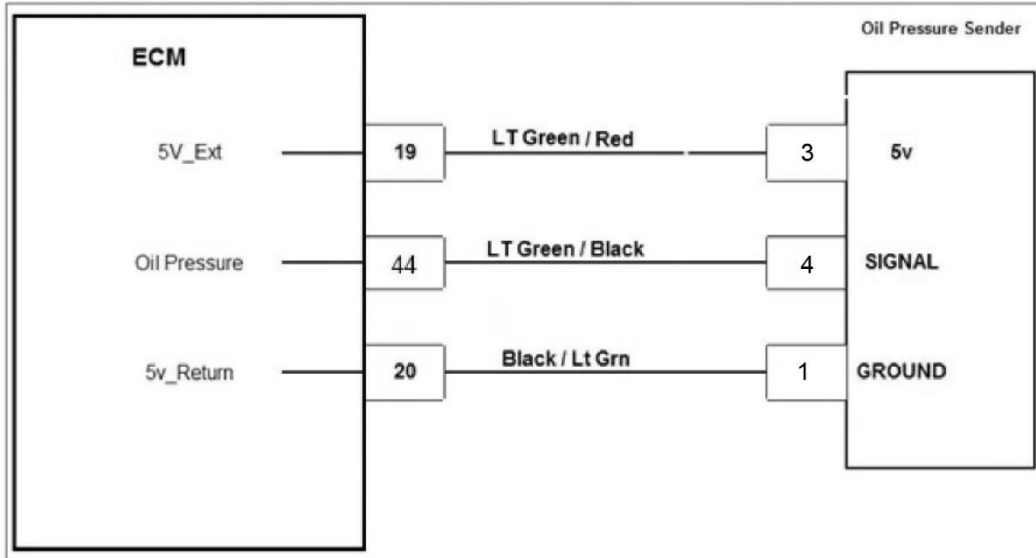 Oil Pressure Sender
ECM
5V_Ext 19 LT Green / Red 3 5v
Oil Pressure 44 LT Green / Black 4 SIGNAL
5v_Return 20 Black / Lt Grn 1 GROUND